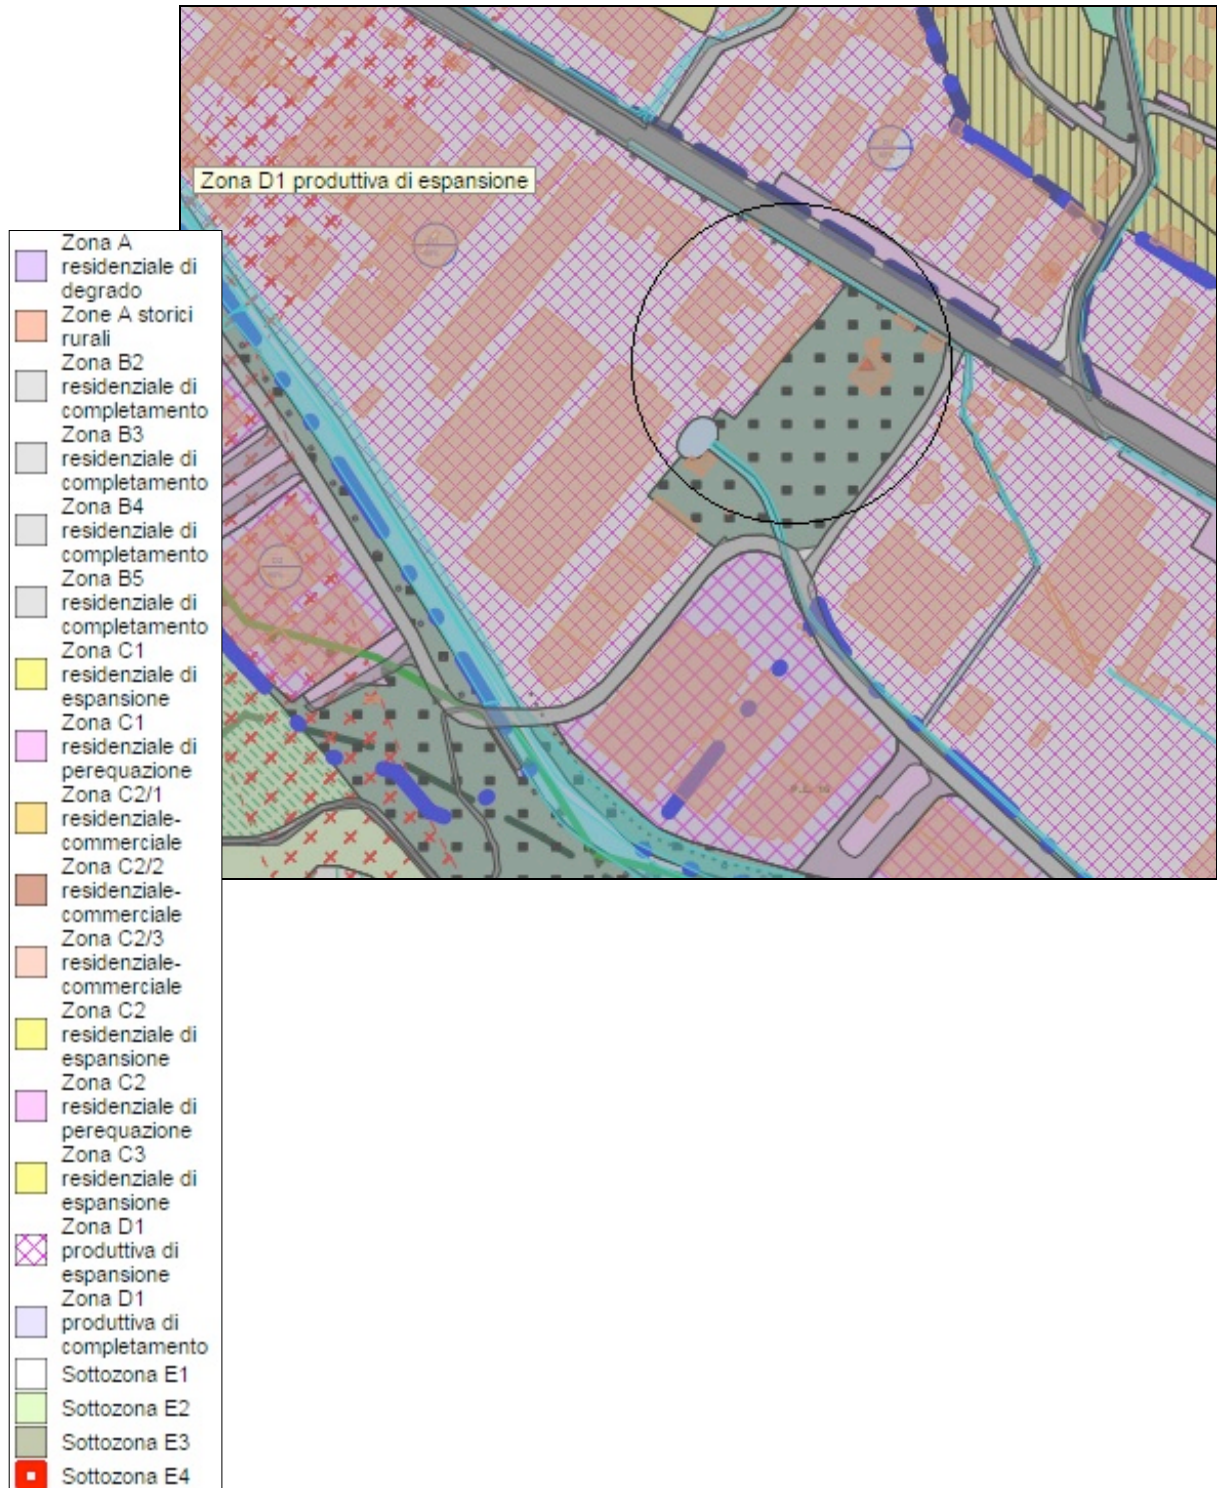 Zona D1 produttiva di espansione
Zona A
residenziale di
degrado
Zone A storici
rurali
Zona B2
residenziale di
completamento
Zona B3
residenziale di
completamento
Zona B4
residenziale di
completamento
Zona B5
residenziale di
completamento
Zona C1
residenziale di
espansione
Zona C1
residenziale di
perequazione
Zona C2/1
residenziale-
commerciale
Zona C2/2
residenziale-
commerciale
Zona C2/3
residenziale-
commerciale
Zona C2
residenziale di
espansione
Zona C2
residenziale di
perequazione
Zona C3
residenziale di
espansione
Zona D1
produttiva di
espansione
Zona D1
produttiva di
completamento
Sottozona E1
Sottozona E2
Sottozona E3
Sottozona E4